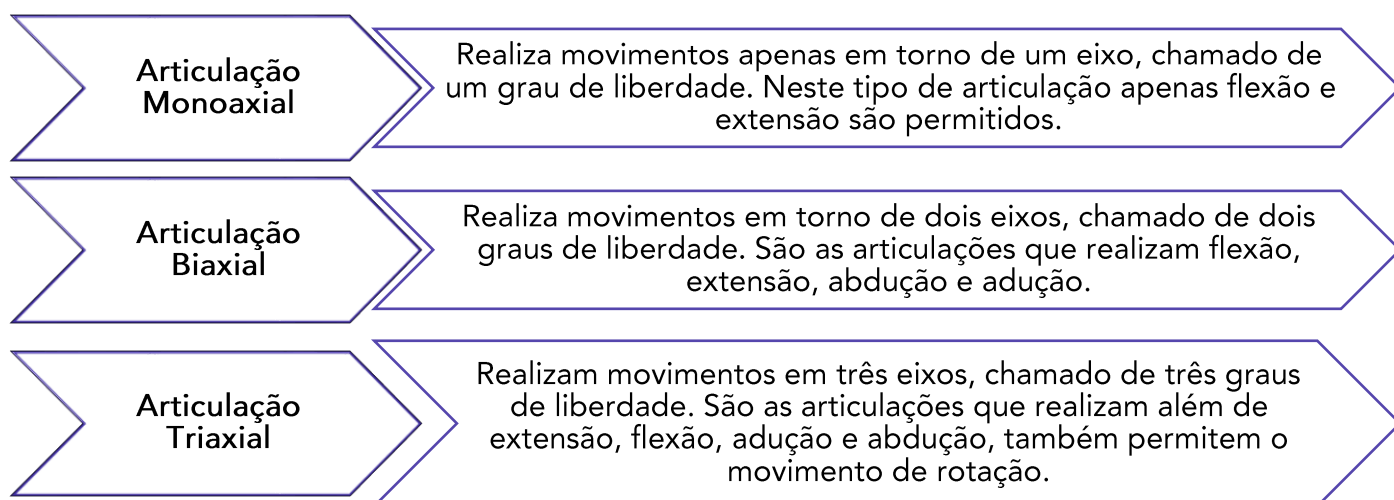 Articulação
Monoaxial
Realiza movimentos apenas em torno de um eixo, chamado de
um grau de liberdade. Neste tipo de articulação apenas flexão e
extensão são permitidos.
Articulação
Biaxial
Realiza movimentos em torno de dois eixos, chamado de dois
graus de liberdade. São as articulações que realizam flexão,
extensão, abdução e adução.
Articulação
Triaxial
Realizam movimentos em três eixos, chamado de três graus
de liberdade. São as articulações que realizam além de
extensão, flexão, adução e abdução, também permitem o
movimento de rotação.